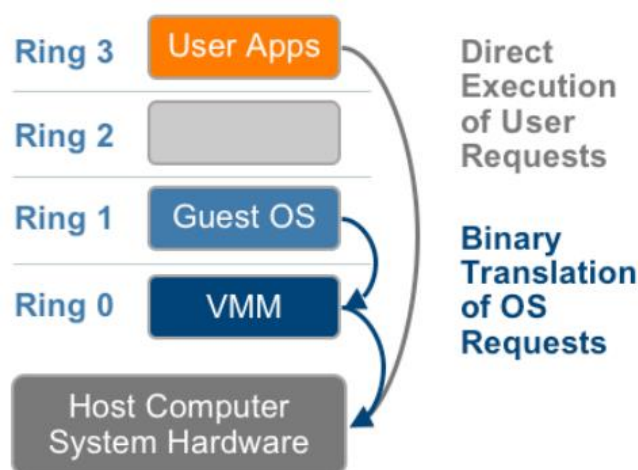 Ring 3
User Apps
Ring 2
Ring 1
Guest OS
Ring 0
VMM
Host Computer
System Hardware
Direct
Execution
of User
Requests
Binary
Translation
of OS
Requests